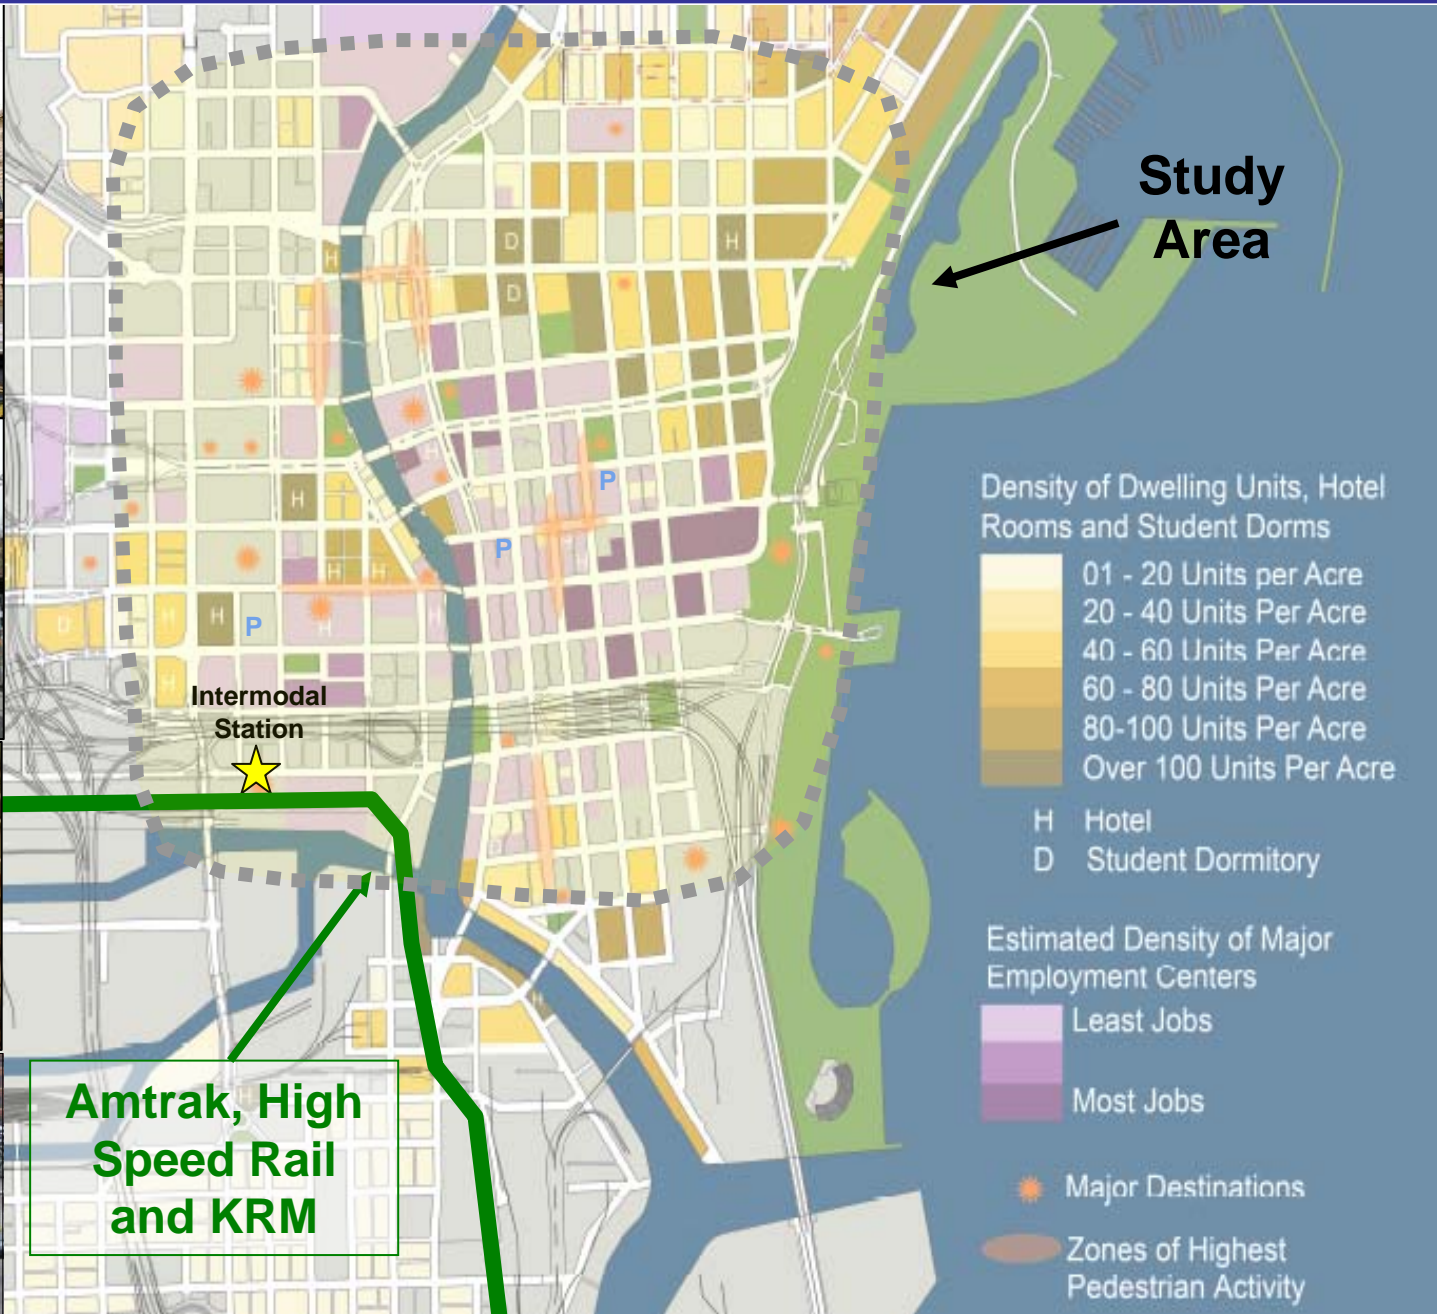 Study
Area
H
D
H
D
H
H
P
P
H
H
H
H
P
H
H
D
H
H
Intermodal
Station
Density of Dwelling Units, Hotel
Rooms and Student Dorms
01 - 20 Units per Acre
20 - 40 Units Per Acre
40 - 60 Units Per Acre
60 - 80 Units Per Acre
80-100 Units Per Acre
Over 100 Units Per Acre
H Hotel
D Student Dormitory
Estimated Density of Major
Employment Centers
Least Jobs
Most Jobs
Major Destinations
Zones of Highest
Pedestrian Activity
H
Amtrak, High
Speed Rail
and KRM